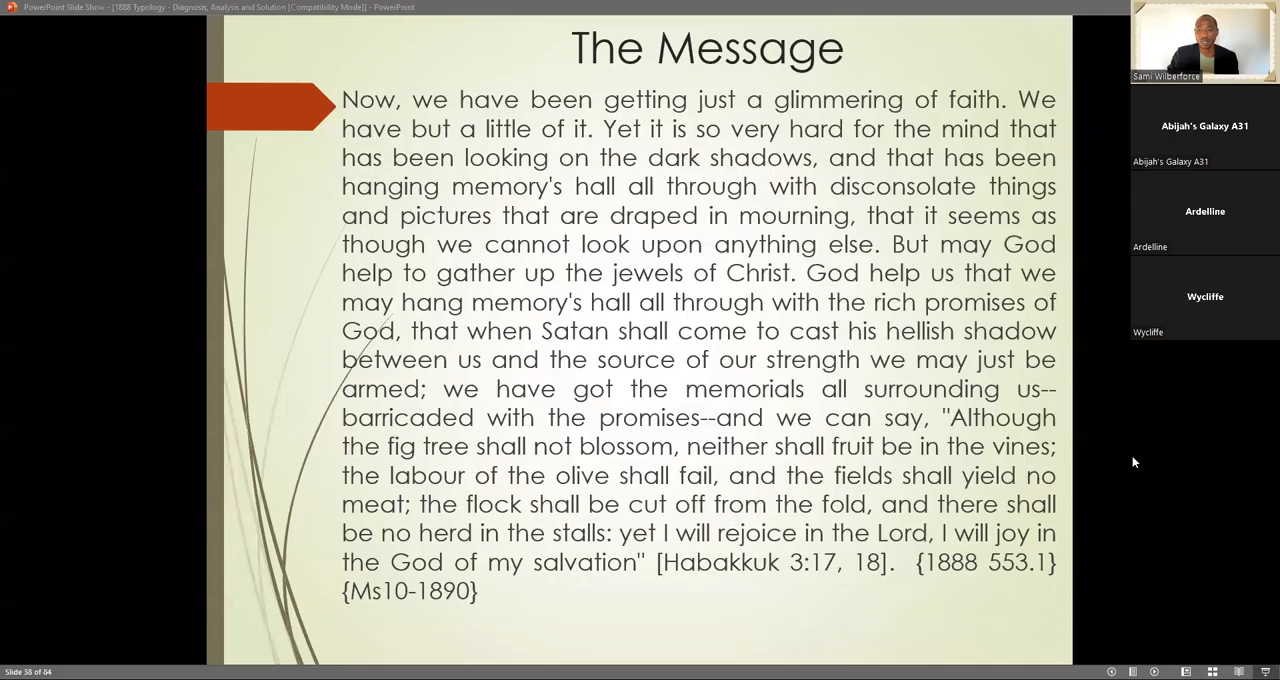 PowerPoint Slide Show - [1888 Typology - Diagnosis, Analysis and Solution [Compatibility Mode]] - PowerPoint
The Message
Now, we have been getting just a glimmering of faith. We
have but a little of it. Yet it is so very hard for the mind that
has been looking on the dark shadows, and that has been
hanging memory's hall all through with disconsolate things
and pictures that are draped in mourning, that it seems as
though we cannot look upon anything else. But may God
help to gather up the jewels of Christ. God help us that we
may hang memory's hall all through with the rich promises of
God, that when Satan shall come to cast his hellish shadow
between us and the source of our strength we may just be
armed; we have got the memorials all surrounding us--
barricaded with the promises--and we can say, "Although
the fig tree shall not blossom, neither shall fruit be in the vines;
the labour of the olive shall fail, and the fields shall yield no
meat; the flock shall be cut off from the fold, and there shall
be no herd in the stalls: yet I will rejoice in the Lord, I will joy in
the God of my salvation" [Habakkuk 3:17, 18]. {1888 553.1}
{Ms10-1890}
Sami Wilberforce
Abijah's Galaxy A31
Abijah's Galaxy A31
Ardelline
Ardelline
Wycliffe
Wycliffe
Slide 38 of 84